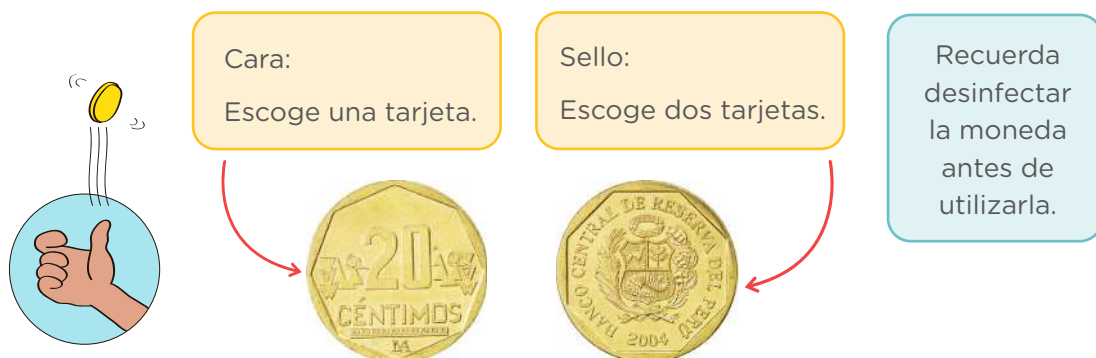 Cara:
Escoge una tarjeta.
Sello:
Escoge dos tarjetas.
Recuerda
desinfectar
la moneda
antes de
utilizarla.
20
CÉNTIMOS
BANCO CENTRAL DE RESERVA DEL PERÚ
2004